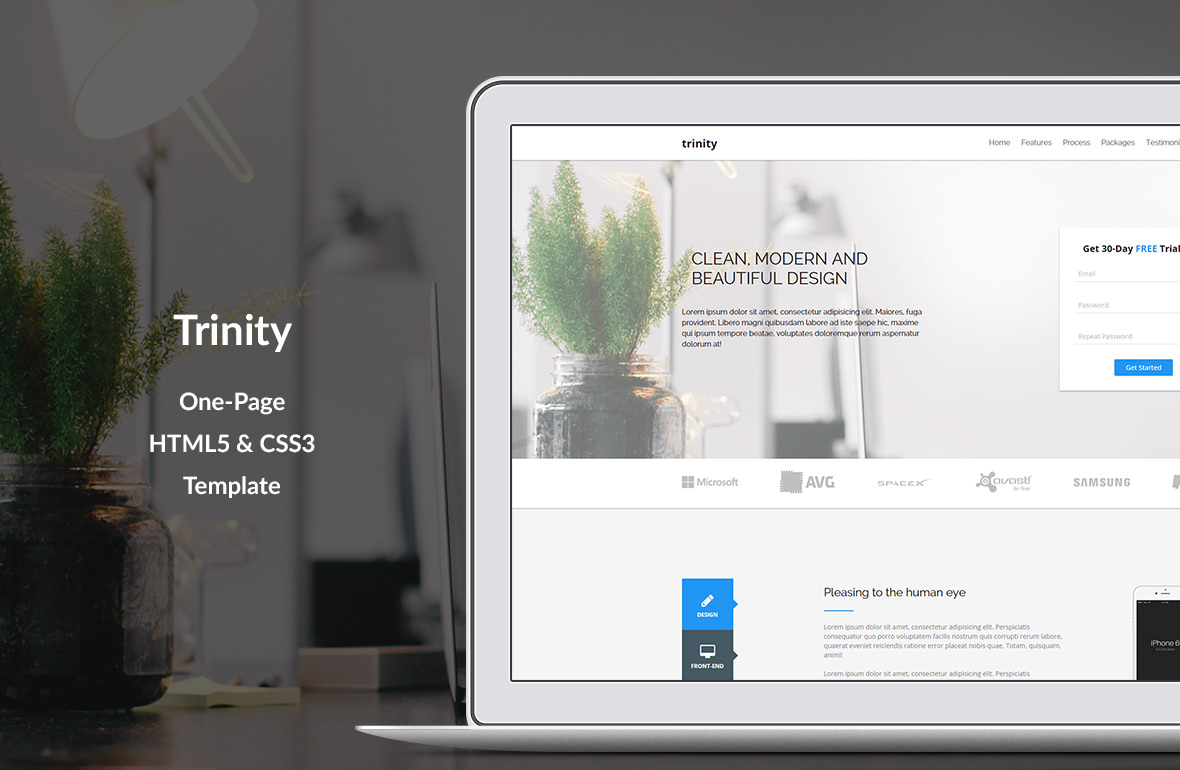 Trinity
One-Page
HTML5 & CSS3
Template
trinity
Home Features Process Packages
CLEAN, MODERN AND
BEAUTIFUL DESIGN
Lorem ipsum dolor sit amet, consectetur adipisicing elit. Maiores, fuga
provident. Libero magni quibusdam labore ad iste saepe hic, maxime
qui ipsum tempore beatae, voluptates doloremque rerum aspernatur
dolorum at!
Get 30-Day FREE Trial
Email
Password
Repeat Password
Get Started
Microsoft
AVG
SPACEX
avast!
be free
SAMSUNG
DESIGN
FRONT-END
Pleasing to the human eye
Lorem ipsum dolor sit amet, consectetur adipisicing elit. Perspiciatis
consequatur quo porro voluptatem facilis nostrum quis corrupti rerum labore,
quaerat eveniet reiciendis ratione error placeat nobis quae. Totam, quisquam,
animi!
Lorem ipsum dolor sit amet, consectetur adipisicing elit. Perspiciatis
iPhone 6